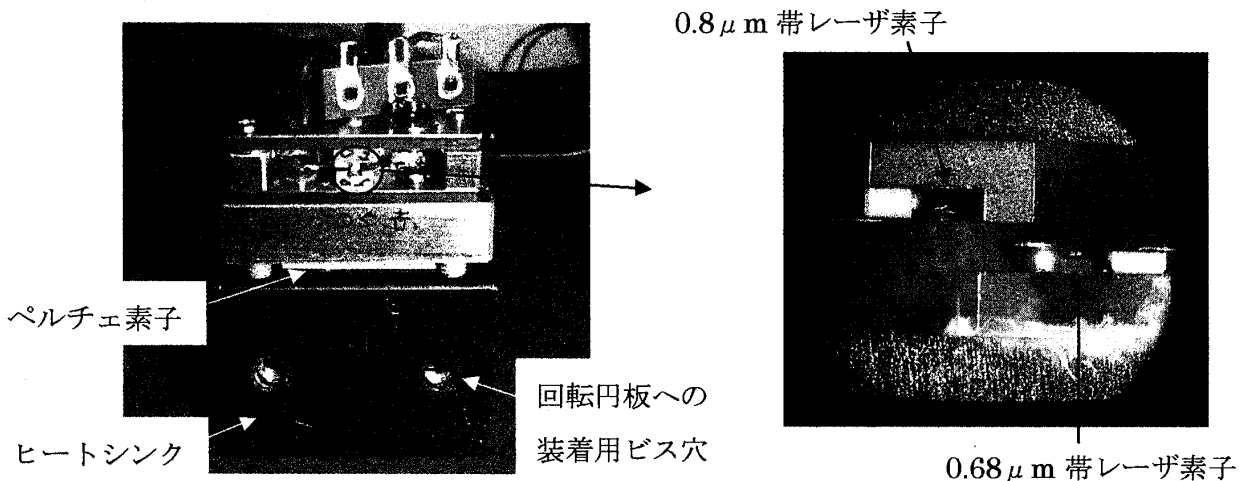 0.8μm 帯レーザ素子
ペルチェ素子
ヒートシンク
回転円板への
装着用ビス穴
0.68μm 帯レーザ素子